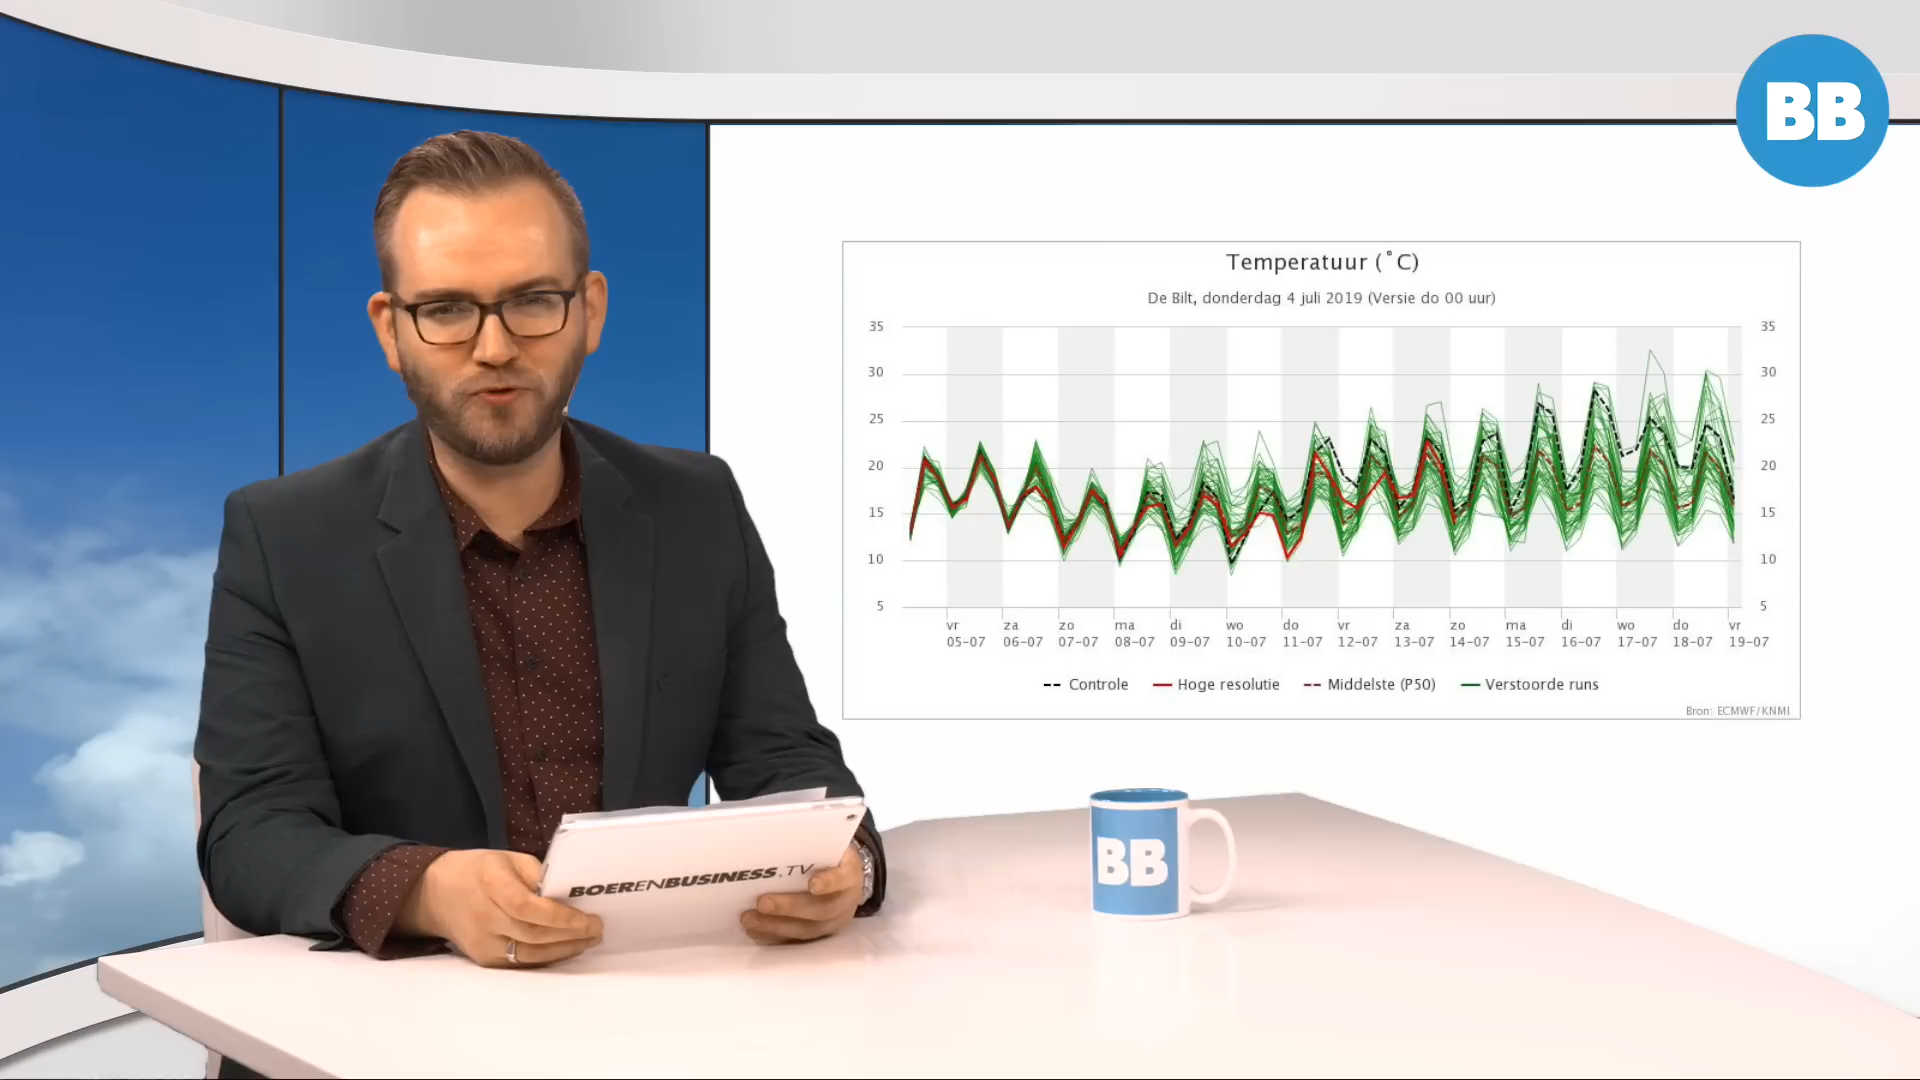 BB
Temperatuur (°C)
De Bilt, donderdag 4 juli 2019 (Versie do 00 uur)
35 35
30 30
25 25
20 20
15 15
10 10
5 5
vr za zo ma di wo do vr za zo ma di wo do vr
05-07 06-07 07-07 08-07 09-07 10-07 11-07 12-07 13-07 14-07 15-07 16-07 17-07 18-07 19-07
Controle Hoge resolutie Middelste (P50) Verstoorde runs
Bron: ECMWF/KNMI
BB
BOERENBUSINESS.TV